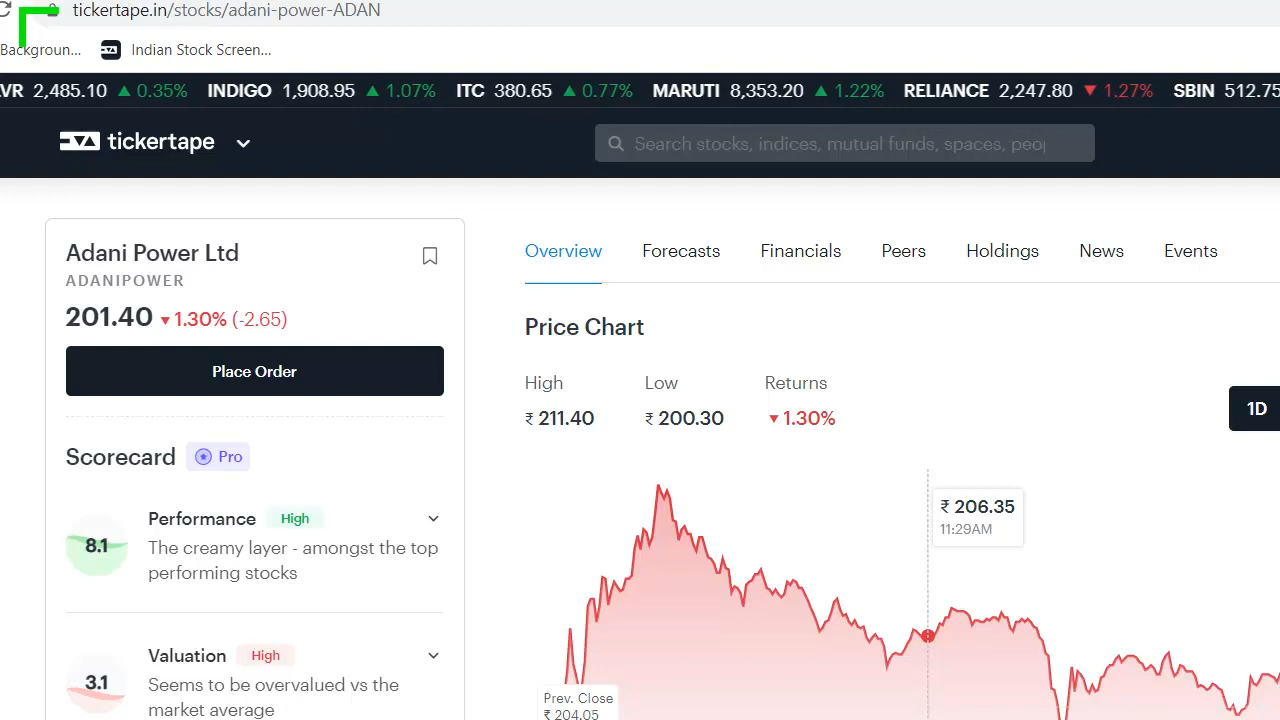 tickertape.in/stocks/adani-power-ADAN
Backgroun...
Indian Stock Screen...
VR 2,485.10 ▲ 0.35% INDIGO 1,908.95 ▲ 1.07% ITC 380.65 ▲ 0.77% MARUTI 8,353.20 ▲ 1.22% RELIANCE 2,247.80 ▼ 1.27% SBIN 512.75
tickertape
Search stocks, indices, mutual funds, spaces, peop
Adani Power Ltd
ADANIPOWER
201.40 ▼ 1.30% (-2.65)
Place Order
Scorecard Pro
8.1
Performance High
The creamy layer - amongst the top
performing stocks
3.1
Valuation High
Seems to be overvalued vs the
market average
Overview Forecasts Financials Peers Holdings News Events
Price Chart
High Low Returns
₹ 211.40 ₹ 200.30 ▼ 1.30%
1D
₹ 206.35
11:29AM
Prev. Close
₹ 204.05